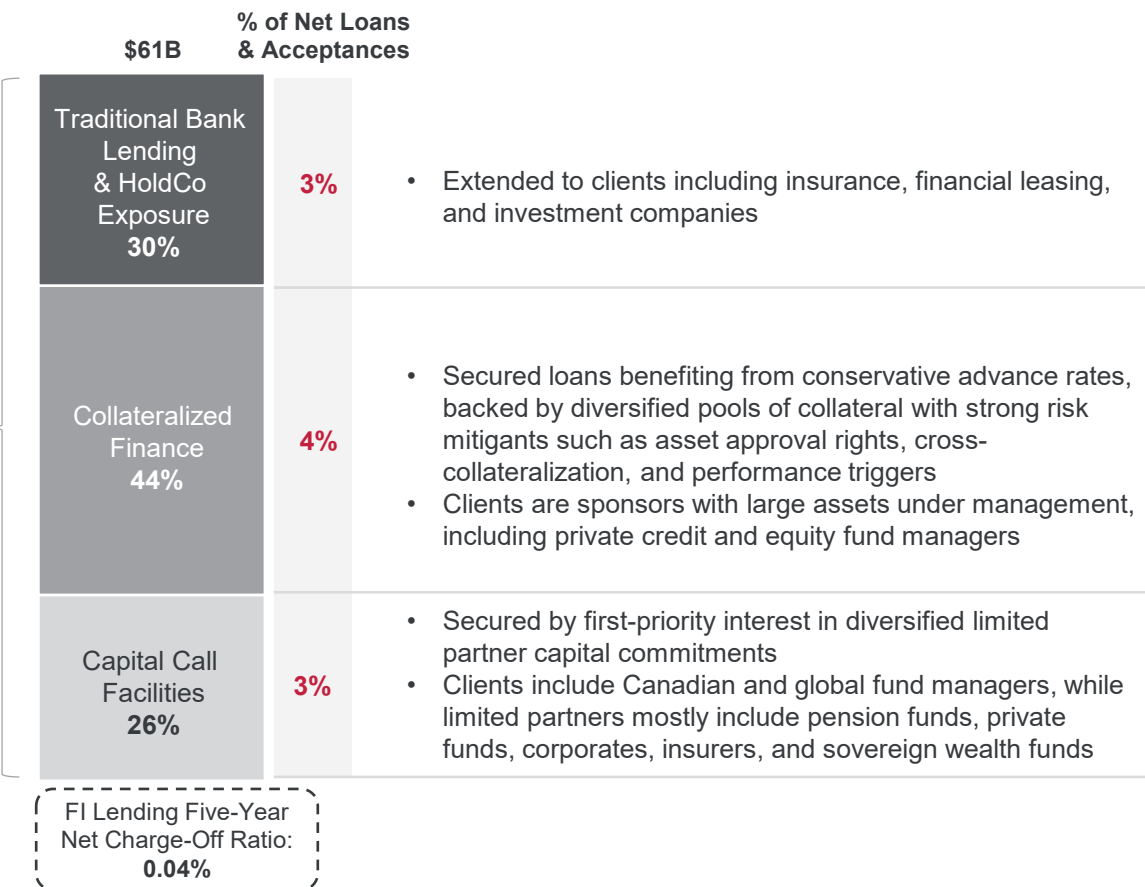 $61B
% of Net Loans
& Acceptances
Traditional Bank
Lending
& HoldCo
Exposure
30%
3%
• Extended to clients including insurance, financial leasing,
and investment companies
Collateralized
Finance
44%
4%
• Secured loans benefiting from conservative advance rates,
backed by diversified pools of collateral with strong risk
mitigants such as asset approval rights, cross-
collateralization, and performance triggers
• Clients are sponsors with large assets under management,
including private credit and equity fund managers
Capital Call
Facilities
26%
3%
• Secured by first-priority interest in diversified limited
partner capital commitments
• Clients include Canadian and global fund managers, while
limited partners mostly include pension funds, private
funds, corporates, insurers, and sovereign wealth funds
FI Lending Five-Year
Net Charge-Off Ratio:
0.04%